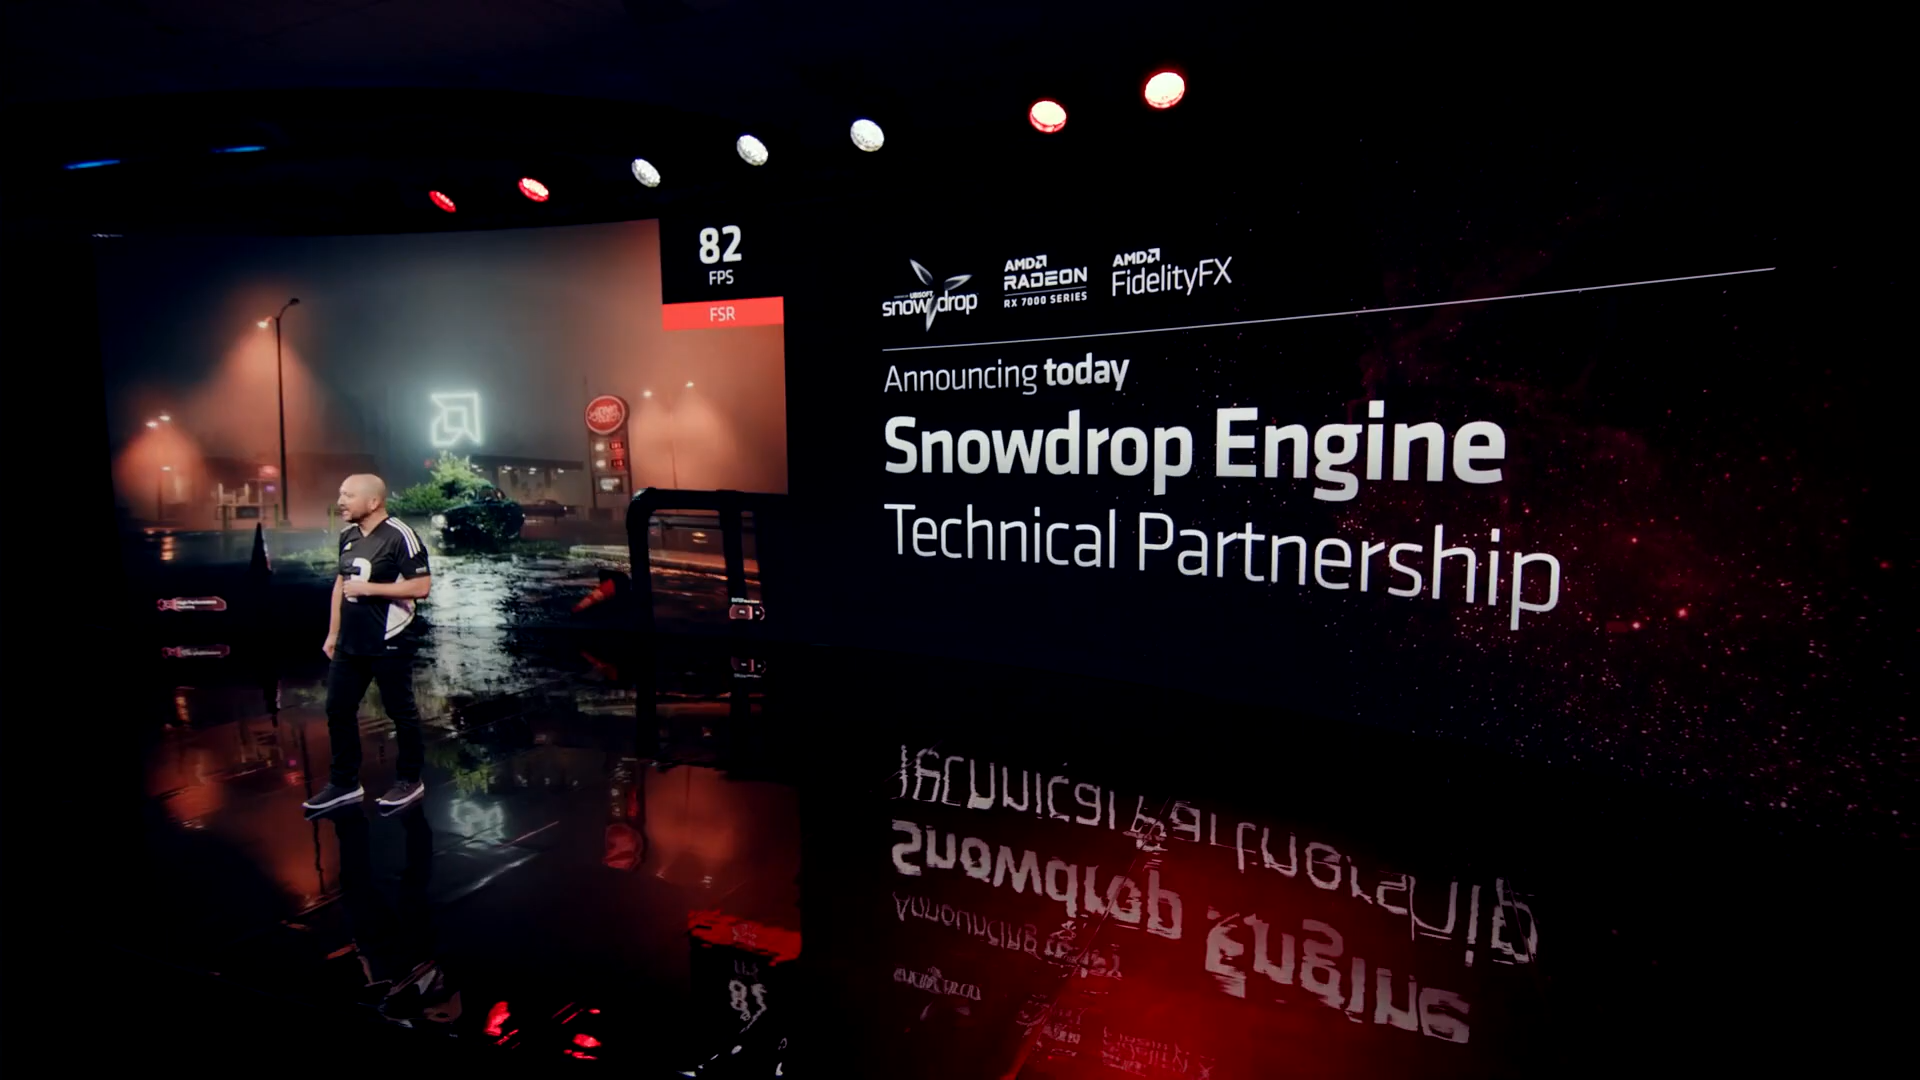 82
FPS
FSR
UBISOFT
snowdrop
AMD
RADEON
RX 7000 SERIES
AMD
FidelityFX
Announcing today
Snowdrop Engine
Technical Partnership